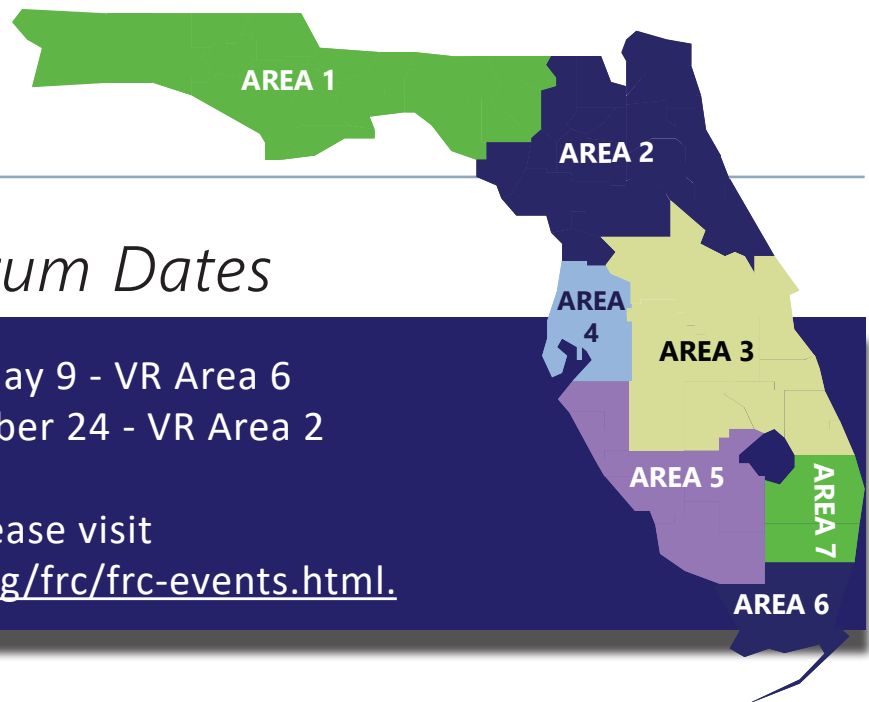 AREA 1
AREA 2
um Dates
AREA
4
AREA 3
ay 9 - VR Area 6
ber 24 - VR Area 2
AREA 5
AREA 7
ease visit
g/frc/frc-events.html.
AREA 6